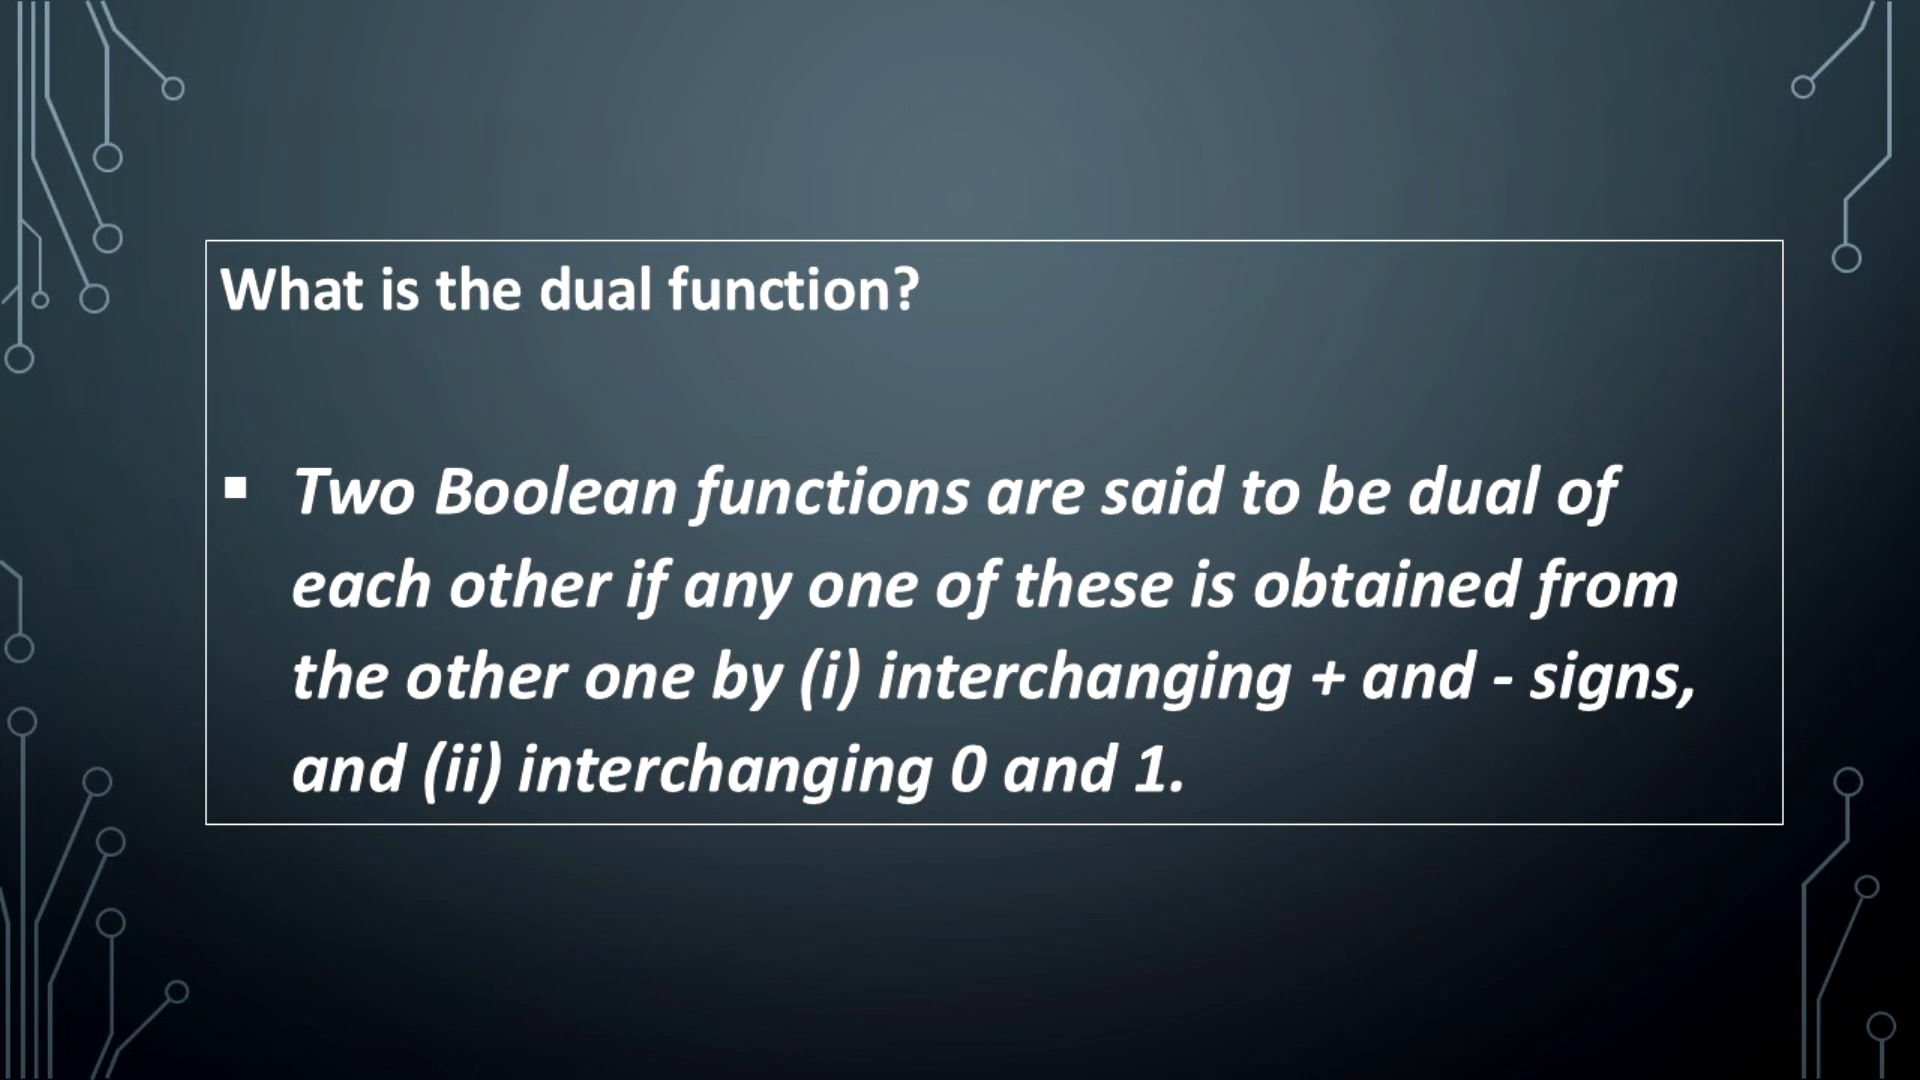 What is the dual function?
▪ Two Boolean functions are said to be dual of
each other if any one of these is obtained from
the other one by (i) interchanging + and - signs,
and (ii) interchanging 0 and 1.